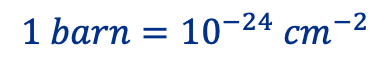 1 barn = 10⁻²⁴ cm⁻²